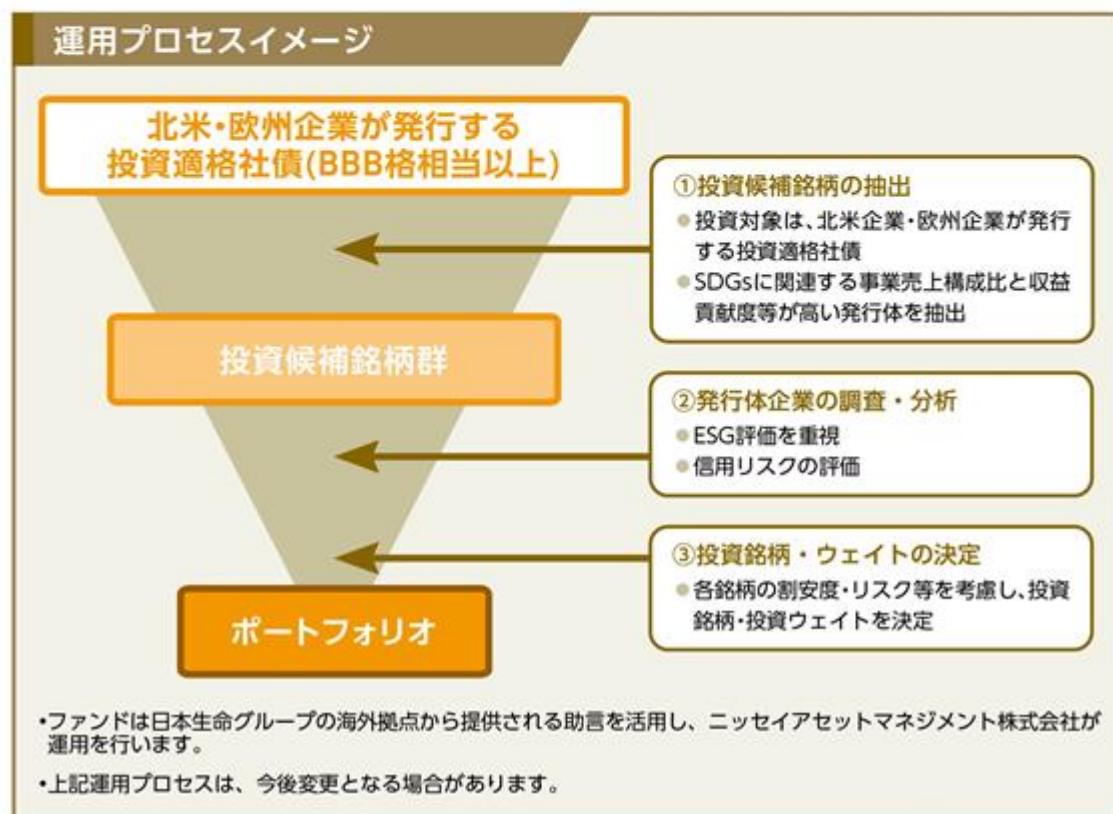 運用プロセスイメージ
北米・欧州企業が発行する
投資適格社債(BBB格相当以上)
①投資候補銘柄の抽出
●投資対象は、北米企業・欧州企業が発行
する投資適格社債
●SDGsに関連する事業売上構成比と収益
貢献度等が高い発行体を抽出
投資候補銘柄群
②発行体企業の調査・分析
●ESG評価を重視
●信用リスクの評価
③投資銘柄・ウェイトの決定
●各銘柄の割安度・リスク等を考慮し、投資
銘柄・投資ウェイトを決定
ポートフォリオ
•ファンドは日本生命グループの海外拠点から提供される助言を活用し、ニッセイアセットマネジメント株式会社が
運用を行います。
•上記運用プロセスは、今後変更となる場合があります。